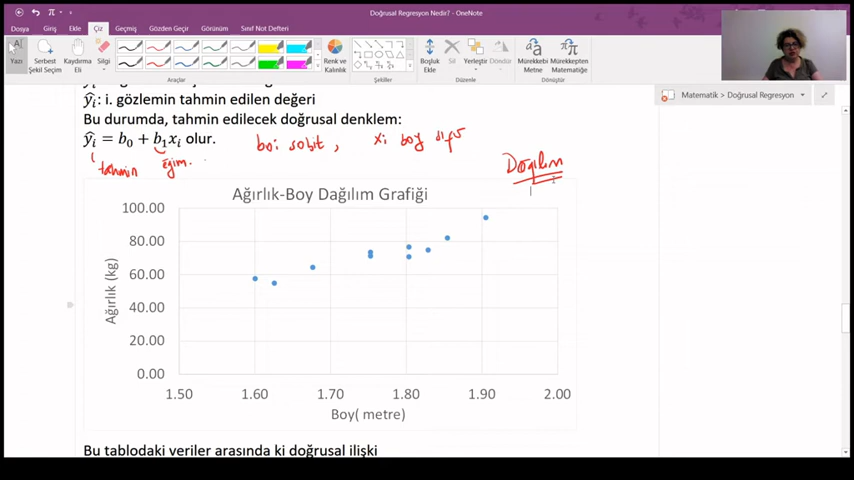 Doğrusal Regresyon Nedir? - OneNote
Dosya Giriş Ekle Çiz Geçmiş Gözden Geçir Görünüm Sınıf Not Defteri
Yazı
Serbest Şekil Seçim
Kaydırma Eli
Silgi
Renk ve Kalınlık
Boyluk Ekle
Sil
Yerleştir
Döndür
Mürekkebi Metne
Mürekkepten Matematiğe
Araçlar Şekiller Düzenle Dönüştür
Matematik > Doğrusal Regresyon
ŷi: i. gözlemin tahmin edilen değeri
Bu durumda, tahmin edilecek doğrusal denklem:
ŷi = b0 + b1xi olur.
bo: sabit, xi boy sıfır
tahmin eğim.
Dağılım
Ağırlık-Boy Dağılım Grafiği
100.00
80.00
60.00
40.00
20.00
0.00
Ağırlık (kg)
1.50 1.60 1.70 1.80 1.90 2.00
Boy( metre)
Bu tablodaki veriler arasında ki doğrusal ilişki